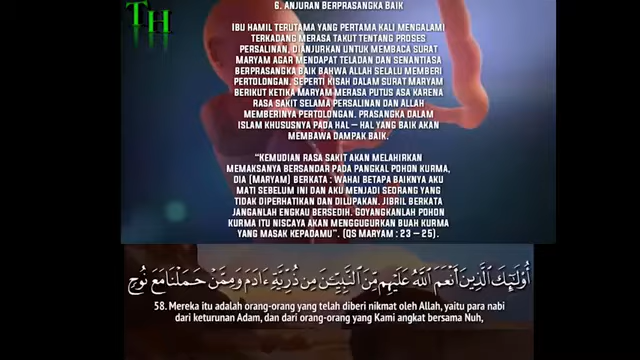 TH
6. ANJURAN BERPRASANGKA BAIK
IBU HAMIL TERUTAMA YANG PERTAMA KALI MENGALAMI
TERKADANG MERASA TAKUT TENTANG PROSES
PERSALINAN, DIANJURKAN UNTUK MEMBACA SURAT
MARYAM AGAR MENDAPAT TELADAN DAN SENANTIASA
BERPRASANGKA BAIK BAHWA ALLAH SELALU MEMBERI
PERTOLONGAN. SEPERTI KISAH DALAM SURAT MARYAM
BERIKUT KETIKA MARYAM MERASA PUTUS ASA KARENA
RASA SAKIT SELAMA PERSALINAN DAN ALLAH
MEMBERINYA PERTOLONGAN. PRASANGKA DALAM
ISLAM KHUSUSNYA PADA HAL – HAL YANG BAIK AKAN
MEMBAWA DAMPAK BAIK.
“KEMUDIAN RASA SAKIT AKAN MELAHIRKAN
MEMAKSANYA BERSANDAR PADA PANGKAL POHON KURMA,
DIA (MARYAM) BERKATA : WAHAI BETAPA BAIKNYA AKU
MATI SEBELUM INI DAN AKU MENJADI SEORANG YANG
TIDAK DIPERHATIKAN DAN DILUPAKAN. JIBRIL BERKATA
JANGANLAH ENGKAU BERSEDIH. GOYANGKANLAH POHON
KURMA ITU NISCAYA AKAN MENGGUGURKAN BUAH KURMA
YANG MASAK KEPADAMU”. (QS MARYAM : 23 – 25).
أُولَٰئِكَ الَّذِينَ أَنْعَمَ اللَّهُ عَلَيْهِم مِّنَ النَّبِيِّينَ مِن ذُرِّيَّةِ ءَادَمَ وَمِمَّنْ حَمَلْنَا مَعَ نُوحٍ
58. Mereka itu adalah orang-orang yang telah diberi nikmat oleh Allah, yaitu para nabi
dari keturunan Adam, dan dari orang-orang yang Kami angkat bersama Nuh,